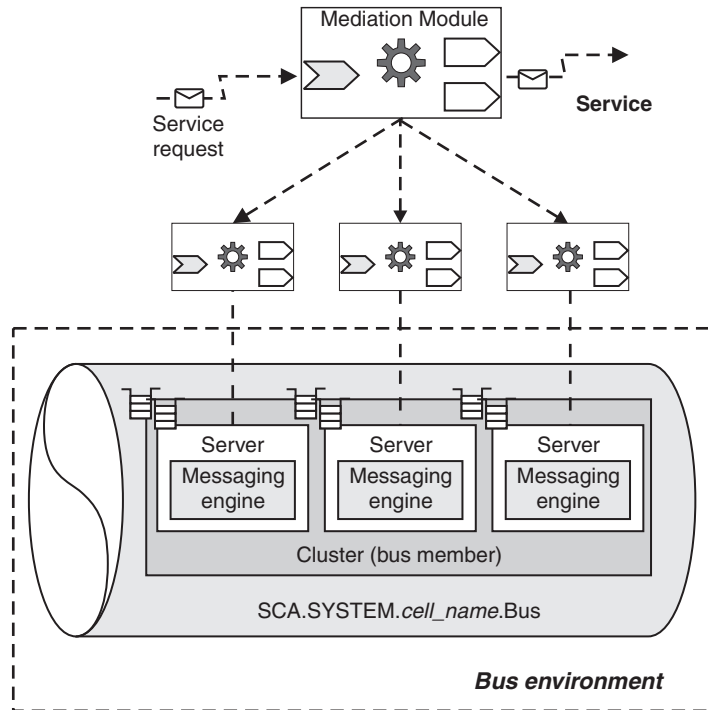 Mediation Module
Service
request
Service
Server
Messaging
engine
Server
Messaging
engine
Server
Messaging
engine
Cluster (bus member)
SCA.SYSTEM.cell_name.Bus
Bus environment